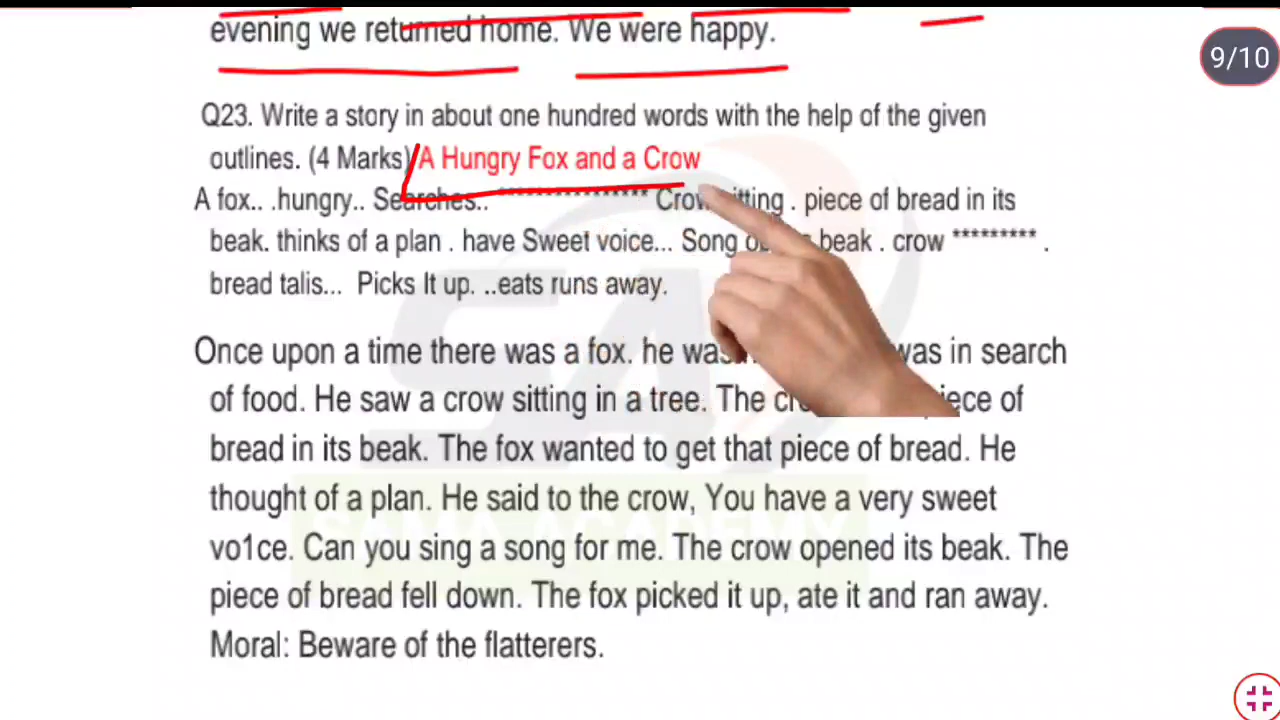 evening we returned home. We were happy.
9/10
Q23. Write a story in about one hundred words with the help of the given
outlines. (4 Marks) A Hungry Fox and a Crow
A fox.. .hungry.. Searches.. **************** Crow sitting . piece of bread in its
beak. thinks of a plan . have Sweet voice... Song beak . crow ********* .
bread talis... Picks It up. ..eats runs away.
Once upon a time there was a fox. he was in search
of food. He saw a crow sitting in a tree. The piece of
bread in its beak. The fox wanted to get that piece of bread. He
thought of a plan. He said to the crow, You have a very sweet
vo1ce. Can you sing a song for me. The crow opened its beak. The
piece of bread fell down. The fox picked it up, ate it and ran away.
Moral: Beware of the flatterers.
SANA ACADEMY